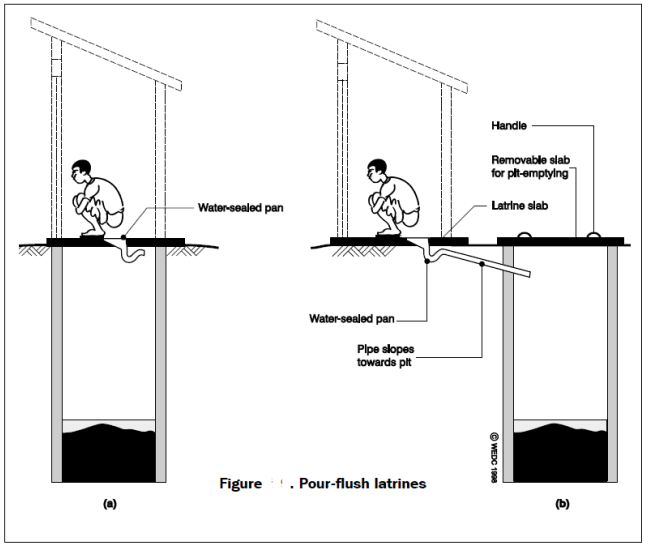 Handle
Removable slab
for pit-emptying
Water-sealed pan
Latrine slab
Water-sealed pan
Pipe slopes
towards pit
© WEDC 1998
Figure . Pour-flush latrines
(a)
(b)